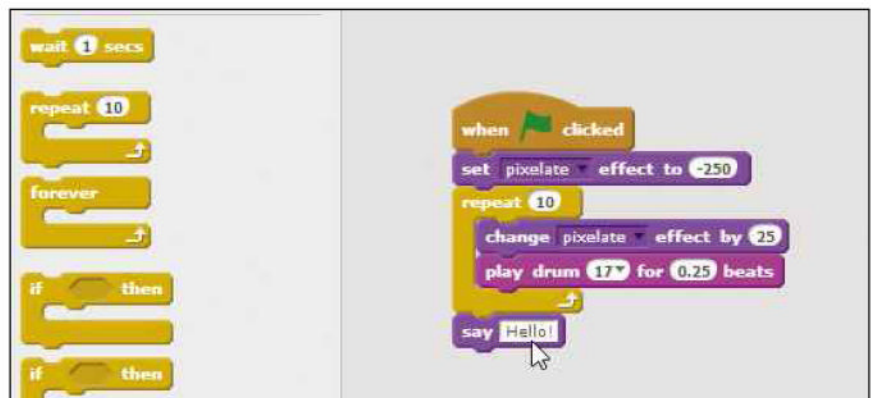 wait 1 secs
repeat 10
forever
if then
if then
when clicked
set pixelate effect to -250
repeat 10
change pixelate effect by 25
play drum 17 for 0.25 beats
say Hello!